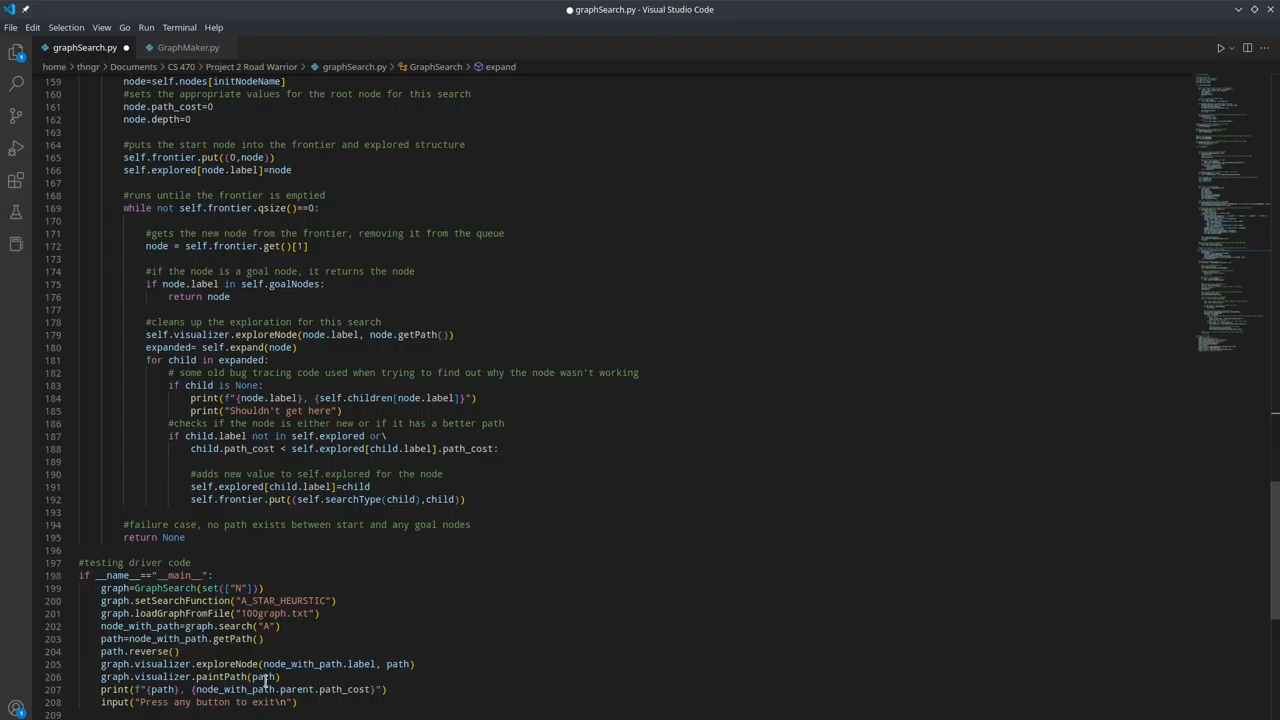 graphSearch.py - Visual Studio Code
File Edit Selection View Go Run Terminal Help
graphSearch.py GraphMaker.py
home > thngr > Documents > CS 470 > Project 2 Road Warrior > graphSearch.py > GraphSearch > expand
159 node=self.nodes[initNodeName]
160 #sets the appropriate values for the root node for this search
161 node.path_cost=0
162 node.depth=0
163
164 #puts the start node into the frontier and explored structure
165 self.frontier.put((0,node))
166 self.explored[node.label]=node
167
168 #runs untile the frontier is emptied
169 while not self.frontier.qsize()==0:
170
171 #gets the new node from the frontier, removing it from the queue
172 node = self.frontier.get()[1]
173
174 #if the node is a goal node, it returns the node
175 if node.label in self.goalNodes:
176 return node
177
178 #cleans up the exploration for this search
179 self.visualizer.exploreNode(node.label, node.getPath())
180 expanded= self.expand(node)
181 for child in expanded:
182 # some old bug tracing code used when trying to find out why the node wasn't working
183 if child is None:
184 print(f"{node.label}, {self.children[node.label]}")
185 print("Shouldn't get here")
186 #checks if the node is either new or if it has a better path
187 if child.label not in self.explored or\
188 child.path_cost < self.explored[child.label].path_cost:
189
190 #adds new value to self.explored for the node
191 self.explored[child.label]=child
192 self.frontier.put((self.searchType(child),child))
193
194 #failure case, no path exists between start and any goal nodes
195 return None
196
197 #testing driver code
198 if __name__=="__main__":
199 graph=GraphSearch(set(["N"]))
200 graph.setSearchFunction("A_STAR_HEURSTIC")
201 graph.loadGraphFromFile("100graph.txt")
202 node_with_path=graph.search("A")
203 path=node_with_path.getPath()
204 path.reverse()
205 graph.visualizer.exploreNode(node_with_path.label, path)
206 graph.visualizer.paintPath(path)
207 print(f"{path}, {node_with_path.parent.path_cost}")
208 input("Press any button to exit\n")
209